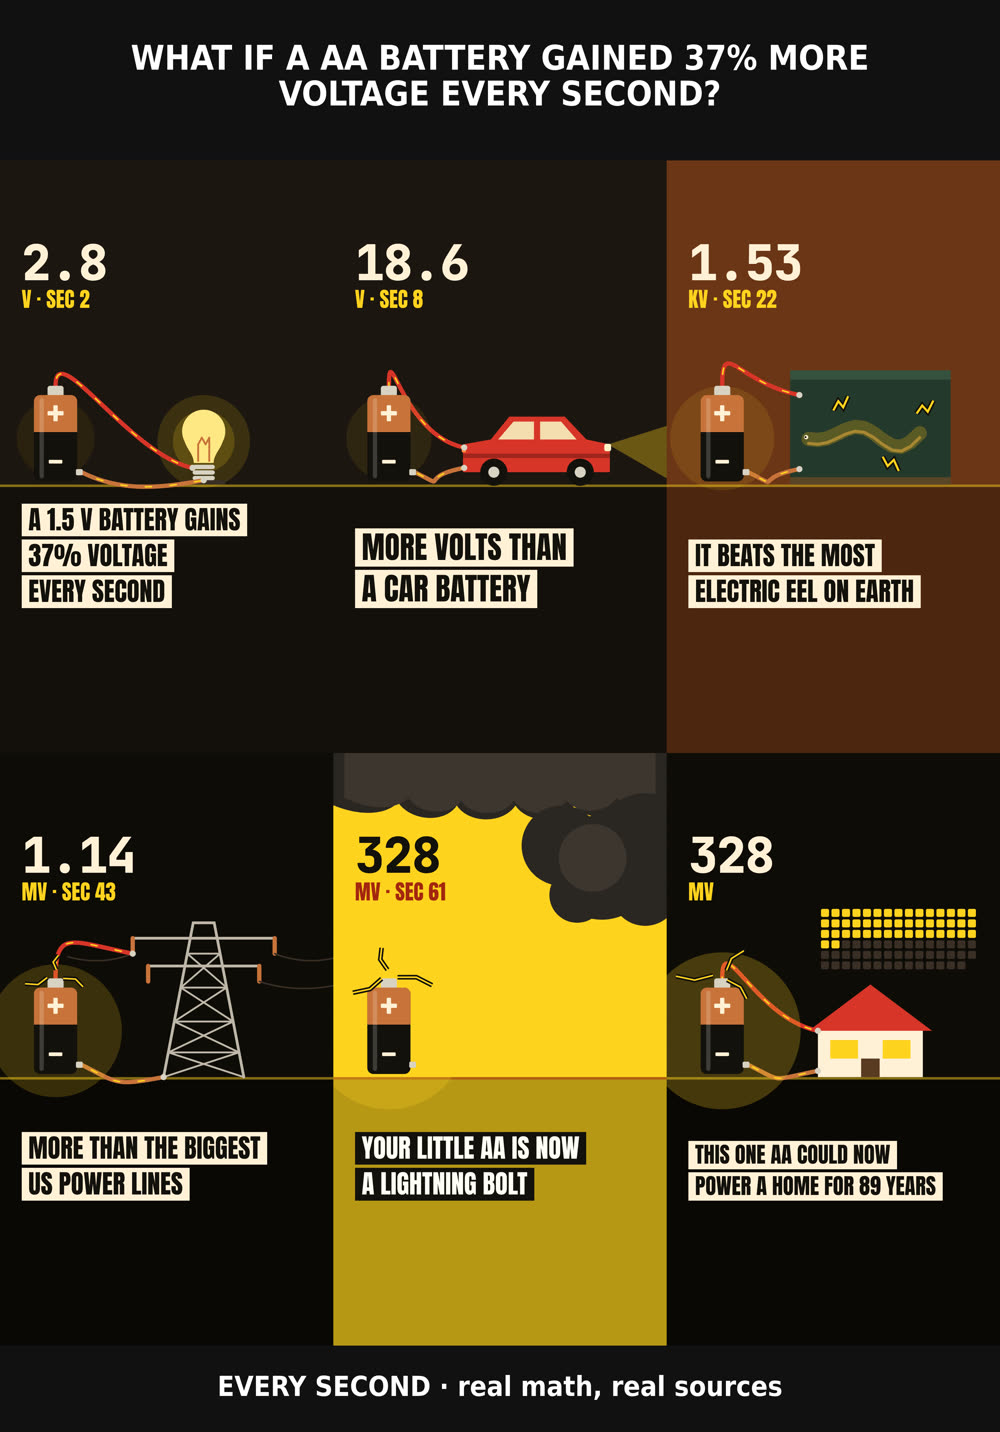 WHAT IF A AA BATTERY GAINED 37% MORE
VOLTAGE EVERY SECOND?
2.8
V · SEC 2
A 1.5 V BATTERY GAINS
37% VOLTAGE
EVERY SECOND
18.6
V · SEC 8
MORE VOLTS THAN
A CAR BATTERY
1.53
KV · SEC 22
IT BEATS THE MOST
ELECTRIC EEL ON EARTH
1.14
MV · SEC 43
MORE THAN THE BIGGEST
US POWER LINES
328
MV · SEC 61
YOUR LITTLE AA IS NOW
A LIGHTNING BOLT
328
MV
THIS ONE AA COULD NOW
POWER A HOME FOR 89 YEARS
EVERY SECOND · real math, real sources